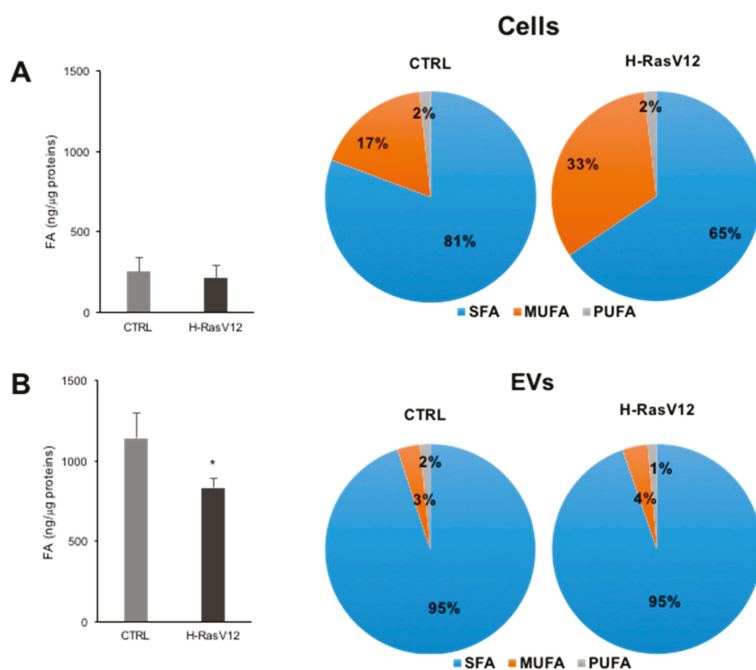 Cells
A
CTRL
H-RasV12
1500
1000
500
0
FA (ng/µg proteins)
CTRL
H-RasV12
2%
17%
81%
2%
33%
65%
SFA MUFA PUFA
B
EVs
CTRL
H-RasV12
1500
1000
500
0
FA (ng/µg proteins)
*
CTRL
H-RasV12
2%
3%
95%
1%
4%
95%
SFA MUFA PUFA